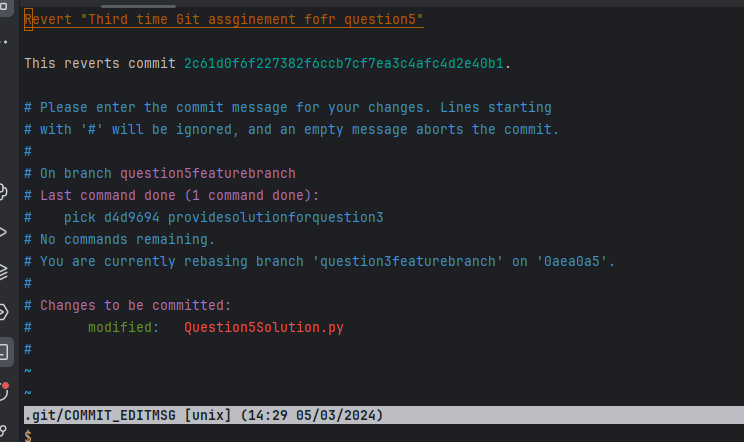 Revert "Third time Git assginement fofr question5"
This reverts commit 2c61d0f6f227382f6ccb7cf7ea3c4afc4d2e40b1.
# Please enter the commit message for your changes. Lines starting
# with '#' will be ignored, and an empty message aborts the commit.
#
# On branch question5featurebranch
# Last command done (1 command done):
#    pick d4d9694 providesolutionforquestion3
# No commands remaining.
# You are currently rebasing branch 'question3featurebranch' on '0aea0a5'.
#
# Changes to be committed:
#       modified:   Question5Solution.py
#
~
~
.git/COMMIT_EDITMSG [unix] (14:29 05/03/2024)
$